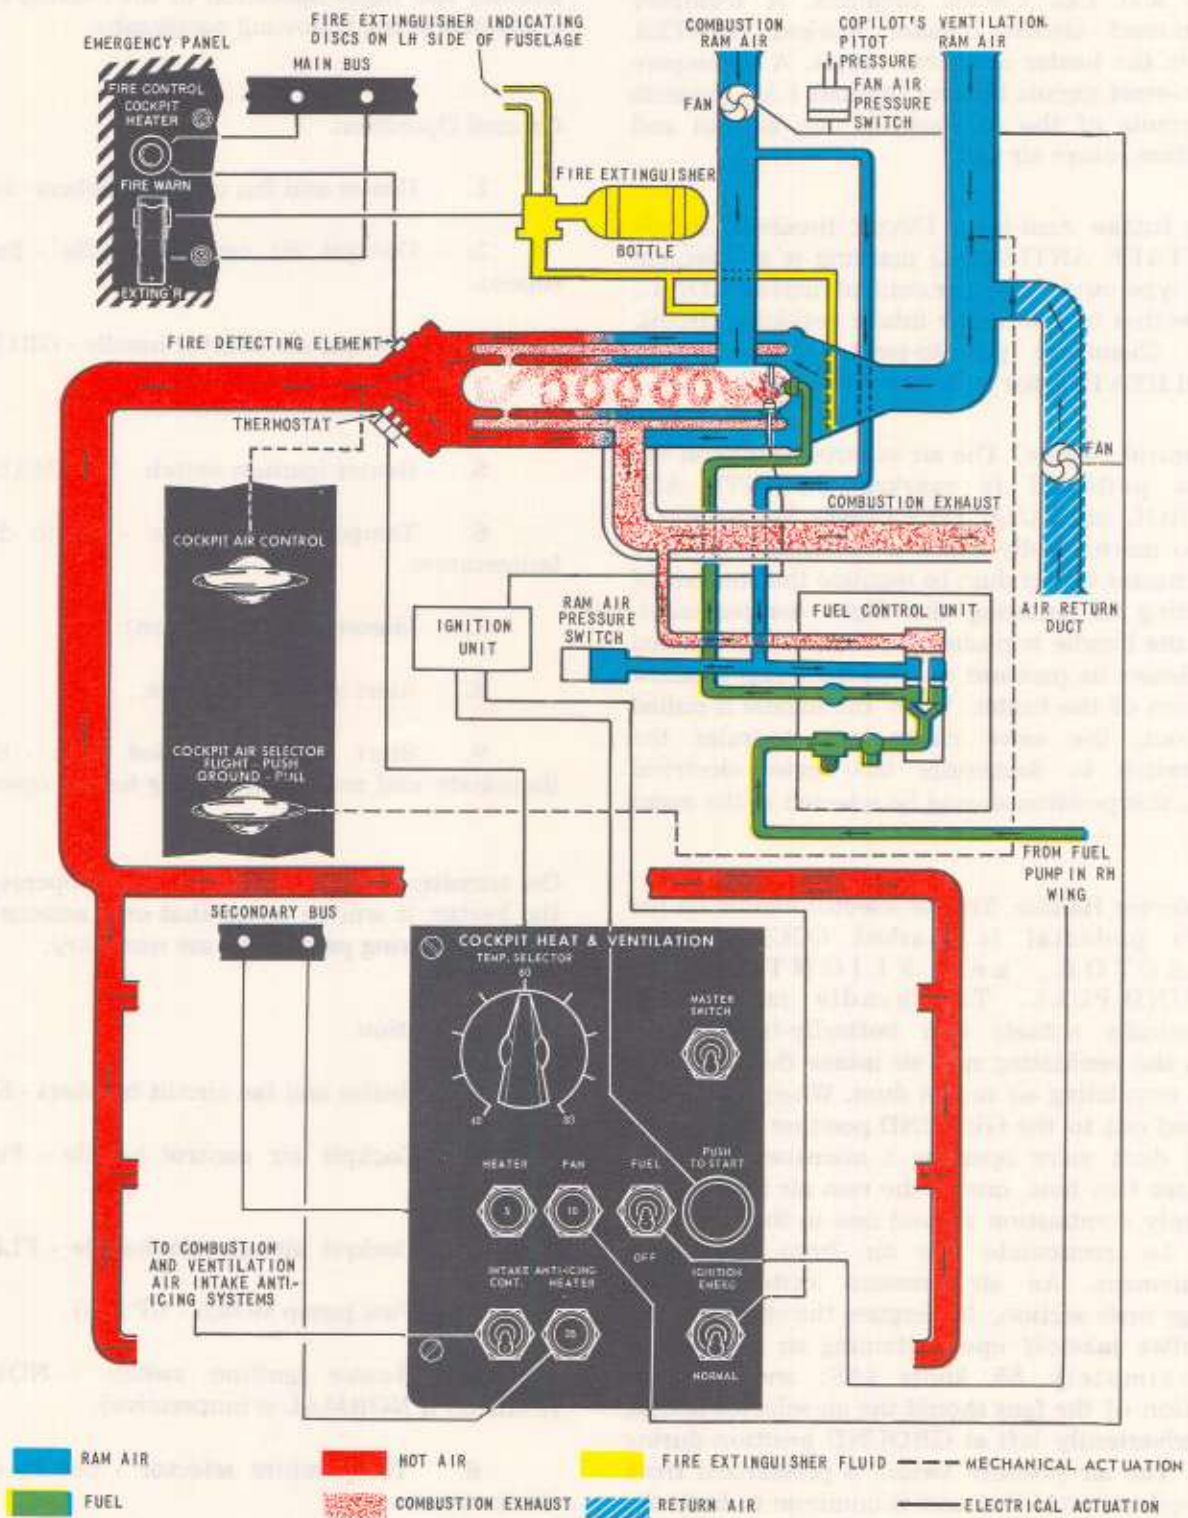 FIRE EXTINGUISHER INDICATING
DISCS ON LH SIDE OF FUSELAGE
COMBUSTION
RAM AIR
COPILOT'S VENTILATION
RAM AIR
PITOT
PRESSURE
EMERGENCY PANEL
MAIN BUS
FIRE CONTROL
COCKPIT
HEATER
FAN
FAN AIR
PRESSURE
SWITCH
FIRE WARN
FIRE EXTINGUISHER
BOTTLE
EXTING'R
FIRE DETECTING ELEMENT
THERMOSTAT
FAN
COMBUSTION EXHAUST
COCKPIT AIR CONTROL
RAM AIR
PRESSURE
SWITCH
FUEL CONTROL UNIT
AIR RETURN
DUCT
IGNITION
UNIT
COCKPIT AIR SELECTOR
FLIGHT - PUSH
GROUND - PULL
FROM FUEL
PUMP IN RH
WING
SECONDARY BUS
COCKPIT HEAT & VENTILATION
TEMP. SELECTOR
60
MASTER
SWITCH
40
80
HEATER
FAN
FUEL
PUSH
TO START
5
10
OFF
TO COMBUSTION
AND VENTILATION
AIR INTAKE ANTI-
ICING SYSTEMS
INTAKE ANTI-ICING
CONT.
HEATER
IGNITION
EMERG
35
NORMAL
RAM AIR
HOT AIR
FIRE EXTINGUISHER FLUID
MECHANICAL ACTUATION
FUEL
COMBUSTION EXHAUST
RETURN AIR
ELECTRICAL ACTUATION